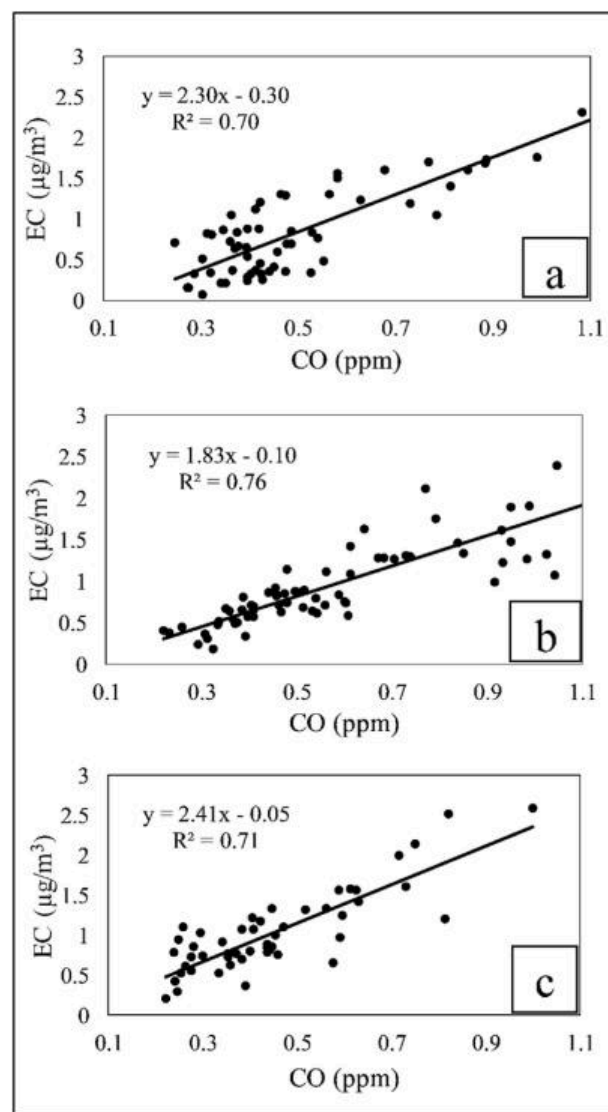 3
y = 2.30x - 0.30
2.5
R² = 0.70
2
EC (µg/m³)
1.5
1
0.5
a
0
0.1 0.3 0.5 0.7 0.9 1.1
CO (ppm)
3
y = 1.83x - 0.10
2.5
R² = 0.76
2
EC (µg/m³)
1.5
1
0.5
b
0
0.1 0.3 0.5 0.7 0.9 1.1
CO (ppm)
3
y = 2.41x - 0.05
2.5
R² = 0.71
2
EC (µg/m³)
1.5
1
0.5
c
0
0.1 0.3 0.5 0.7 0.9 1.1
CO (ppm)